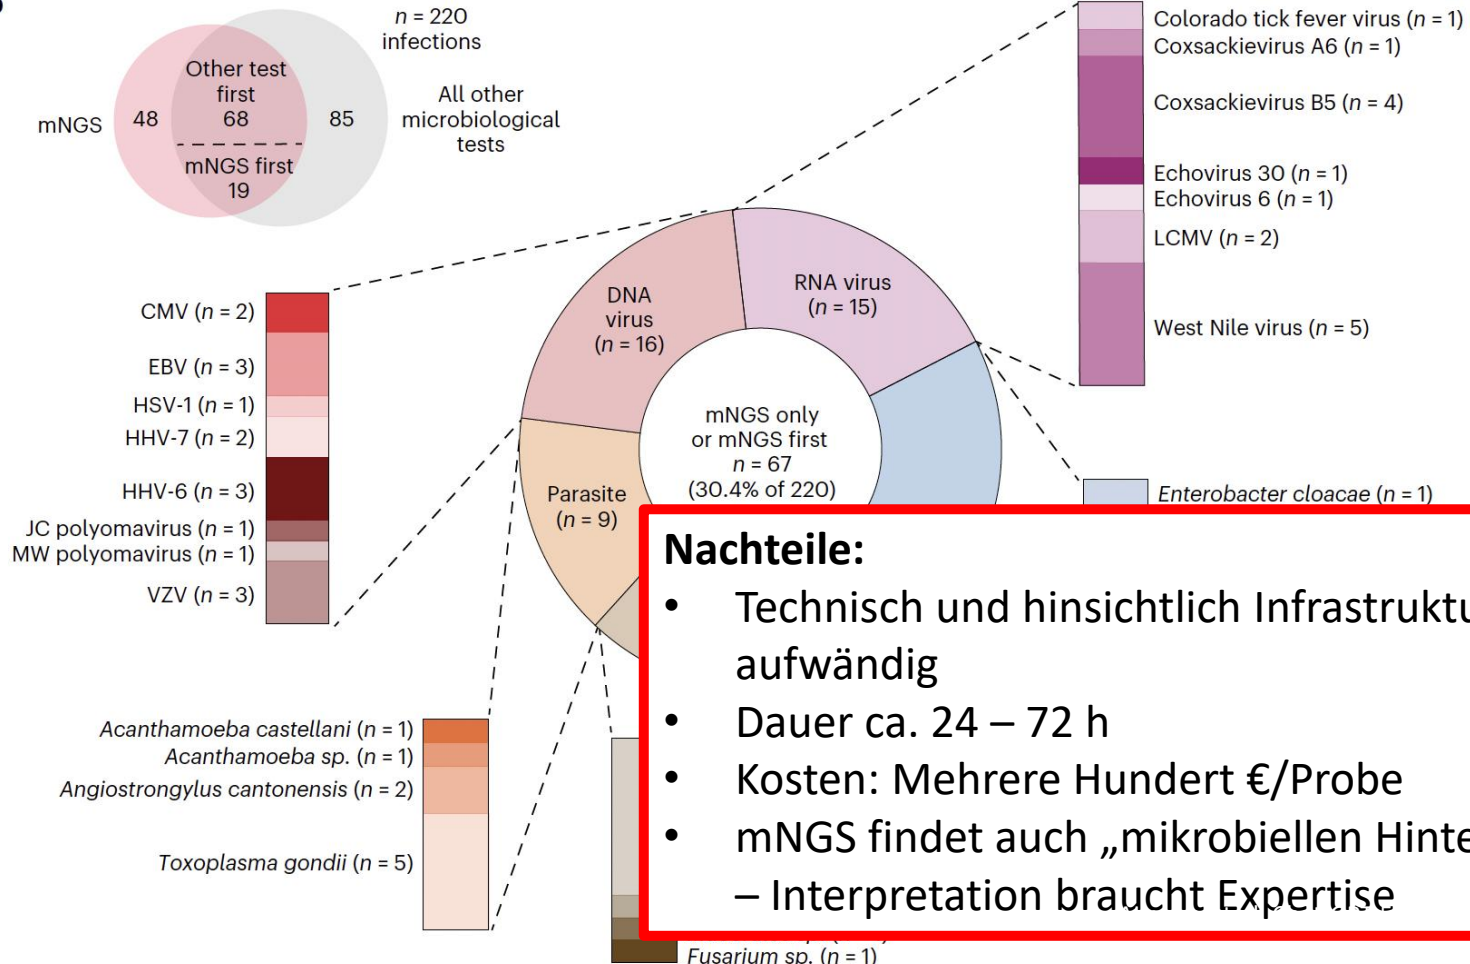 n = 220
infections
Other test
first
68
mNGS first
19
mNGS
48
85
All other
microbiological
tests
Colorado tick fever virus (n = 1)
Coxsackievirus A6 (n = 1)
Coxsackievirus B5 (n = 4)
Echovirus 30 (n = 1)
Echovirus 6 (n = 1)
LCMV (n = 2)
West Nile virus (n = 5)
DNA
virus
(n = 16)
RNA virus
(n = 15)
CMV (n = 2)
EBV (n = 3)
HSV-1 (n = 1)
HHV-7 (n = 2)
HHV-6 (n = 3)
JC polyomavirus (n = 1)
MW polyomavirus (n = 1)
VZV (n = 3)
mNGS only
or mNGS first
n = 67
(30.4% of 220)
Parasite
(n = 9)
Enterobacter cloacae (n = 1)
Nachteile:
• Technisch und hinsichtlich
aufwändig
• Dauer ca. 24 – 72 h
• Kosten: Mehrere Hundert €/Probe
• mNGS findet auch „mikrobiellen
– Interpretation braucht Expertise
Acanthamoeba castellani (n = 1)
Acanthamoeba sp. (n = 1)
Angiostrongylus cantonensis (n = 2)
Toxoplasma gondii (n = 5)
Fusarium sp. (n = 1)